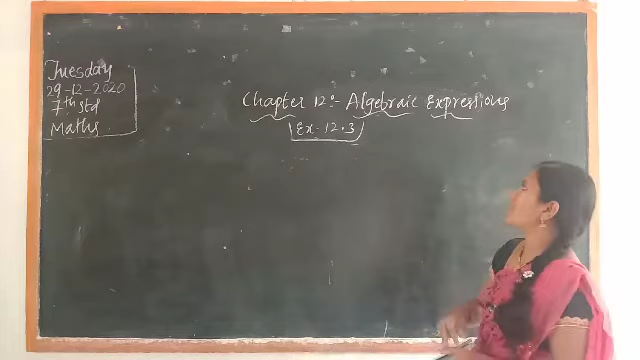 Tuesday
29-12-2020
7th Std
Maths.
Chapter 12:- Algebraic Expressions
Ex-12.3